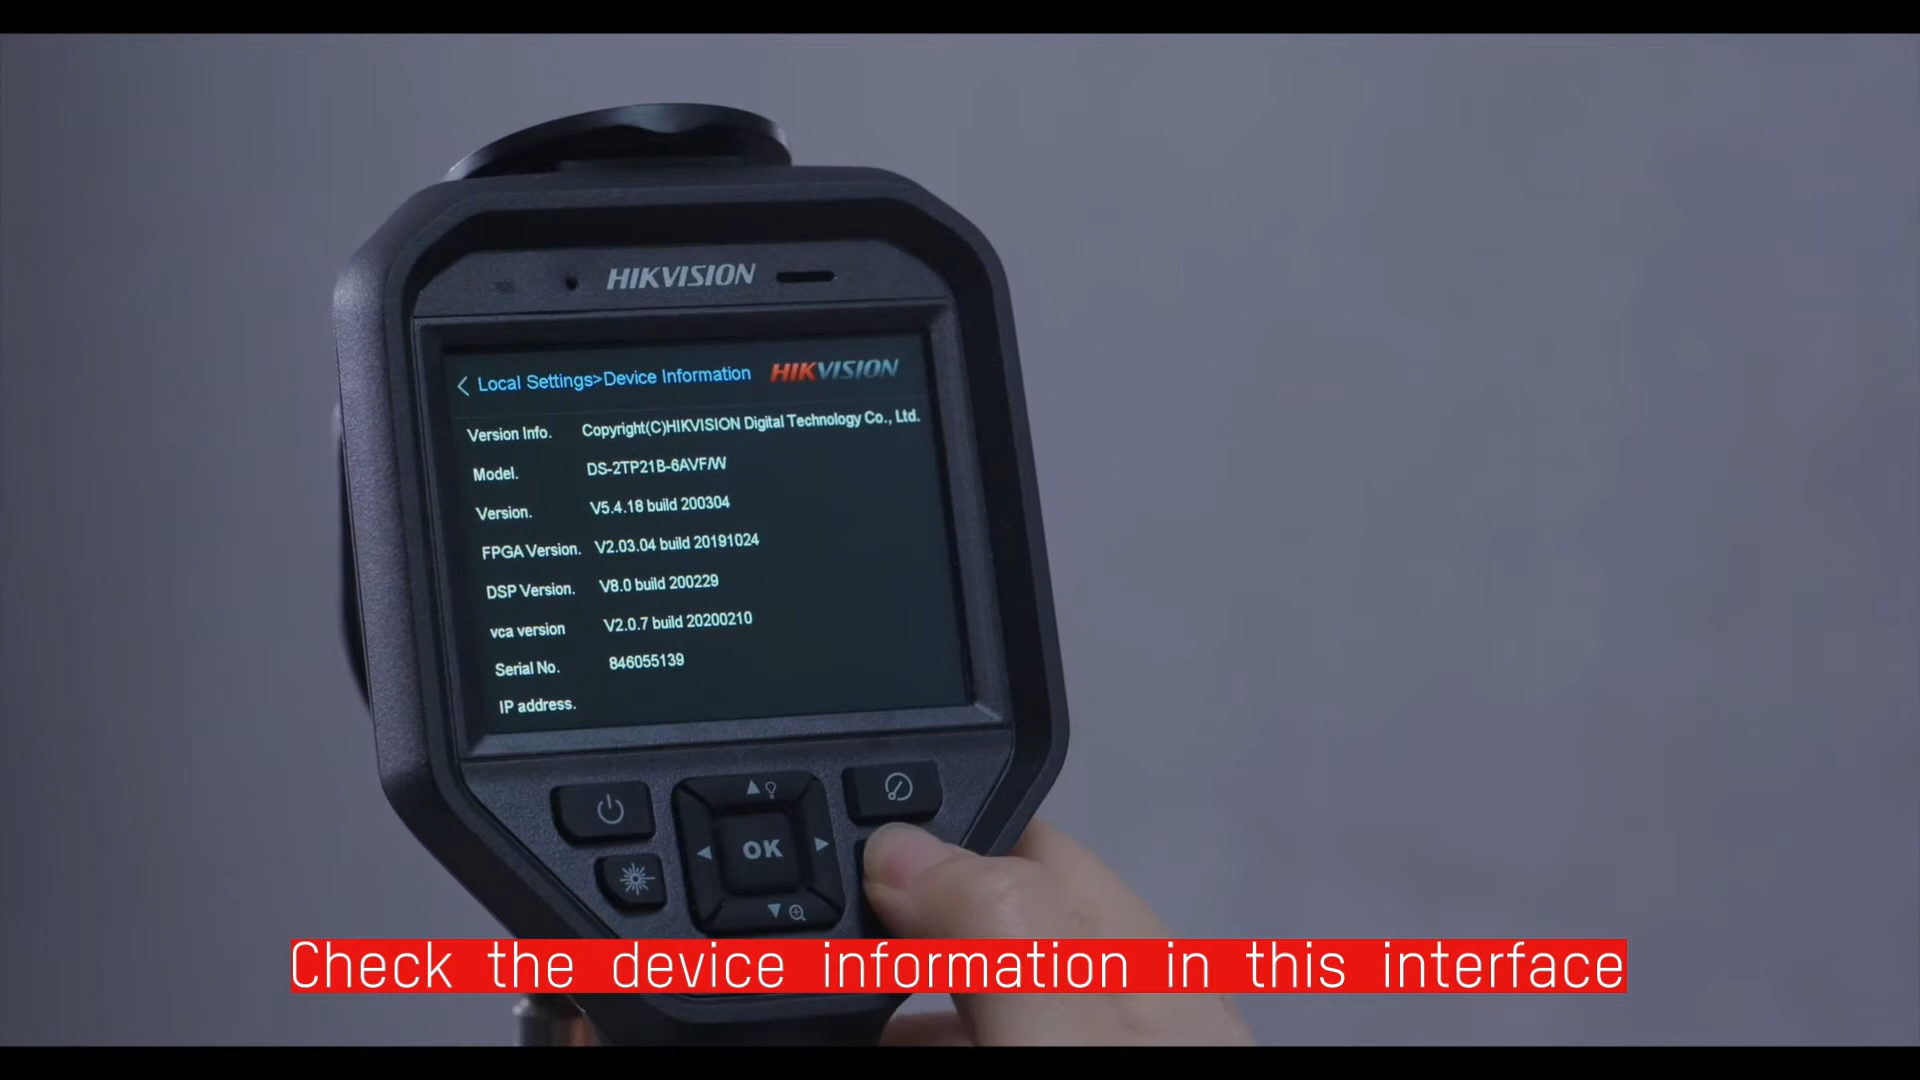 HIKVISION
Local Settings>Device Information HIKVISION
Version Info. Copyright(C)HIKVISION Digital Technology Co., Ltd.
Model. DS-2TP21B-6AVF/W
Version. V5.4.18 build 200304
FPGA Version. V2.03.04 build 20191024
DSP Version. V8.0 build 200229
vca version V2.0.7 build 20200210
Serial No. 846055139
IP address.
OK
Check the device information in this interface